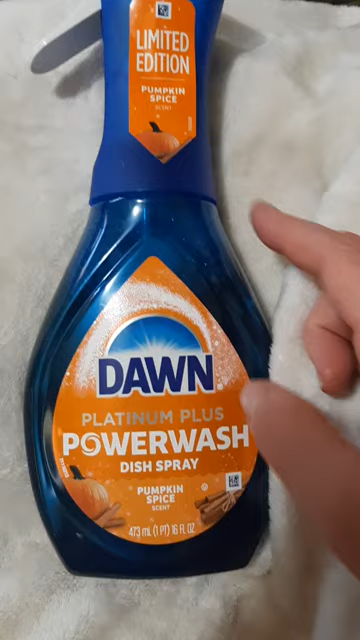 LIMITED
EDITION
PUMPKIN
SPICE
SCENT
DAWN
PLATINUM PLUS
POWERWASH
DISH SPRAY
PUMPKIN
SPICE
SCENT
473 mL (1 PT) 16 FL OZ